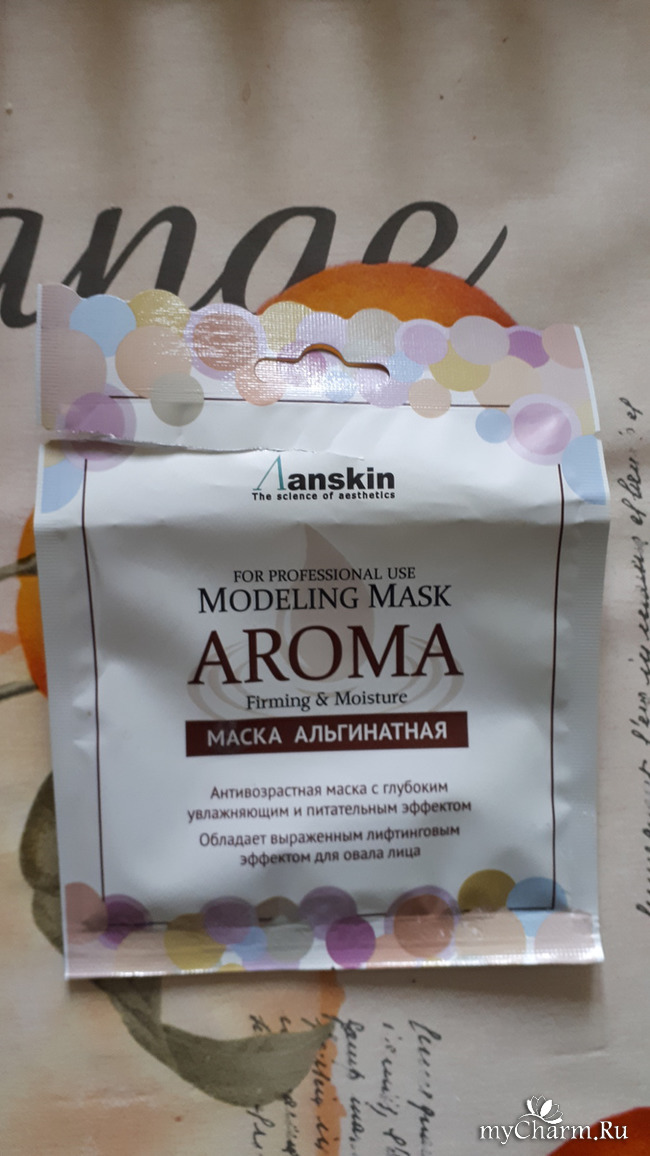 ange
Aanskin
The science of aesthetics
FOR PROFESSIONAL USE
MODELING MASK
AROMA
Firming & Moisture
МАСКА АЛЬГИНАТНАЯ
Антивозрастная маска с глубоким
увлажняющим и питательным эффектом
Обладает выраженным лифтинговым
эффектом для овала лица
myCharm.Ru